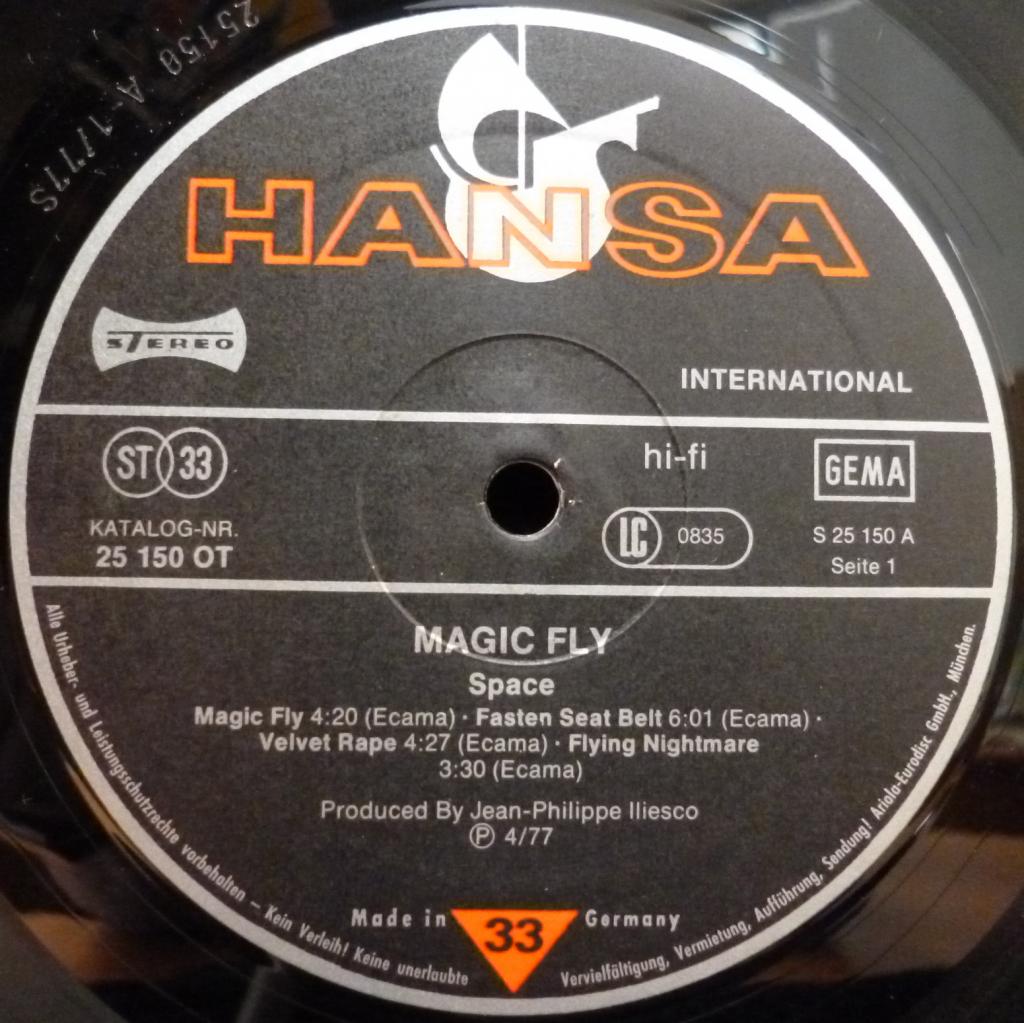 25150 A-1/77S
HANSA
STEREO
INTERNATIONAL
ST 33
hi-fi
GEMA
KATALOG-NR.
25 150 OT
LC 0835
S 25 150 A
Seite 1
MAGIC FLY
Space
Magic Fly 4:20 (Ecama) · Fasten Seat Belt 6:01 (Ecama) ·
Velvet Rape 4:27 (Ecama) · Flying Nightmare
3:30 (Ecama)
Produced By Jean-Philippe Iliesco
℗ 4/77
Made in 33 Germany
Alle Urheber- und Leistungsschutzrechte vorbehalten – Kein Verleih! Keine unerlaubte Vervielfältigung, Vermietung, Aufführung, Sendung! Ariola-Eurodisc GmbH., München.